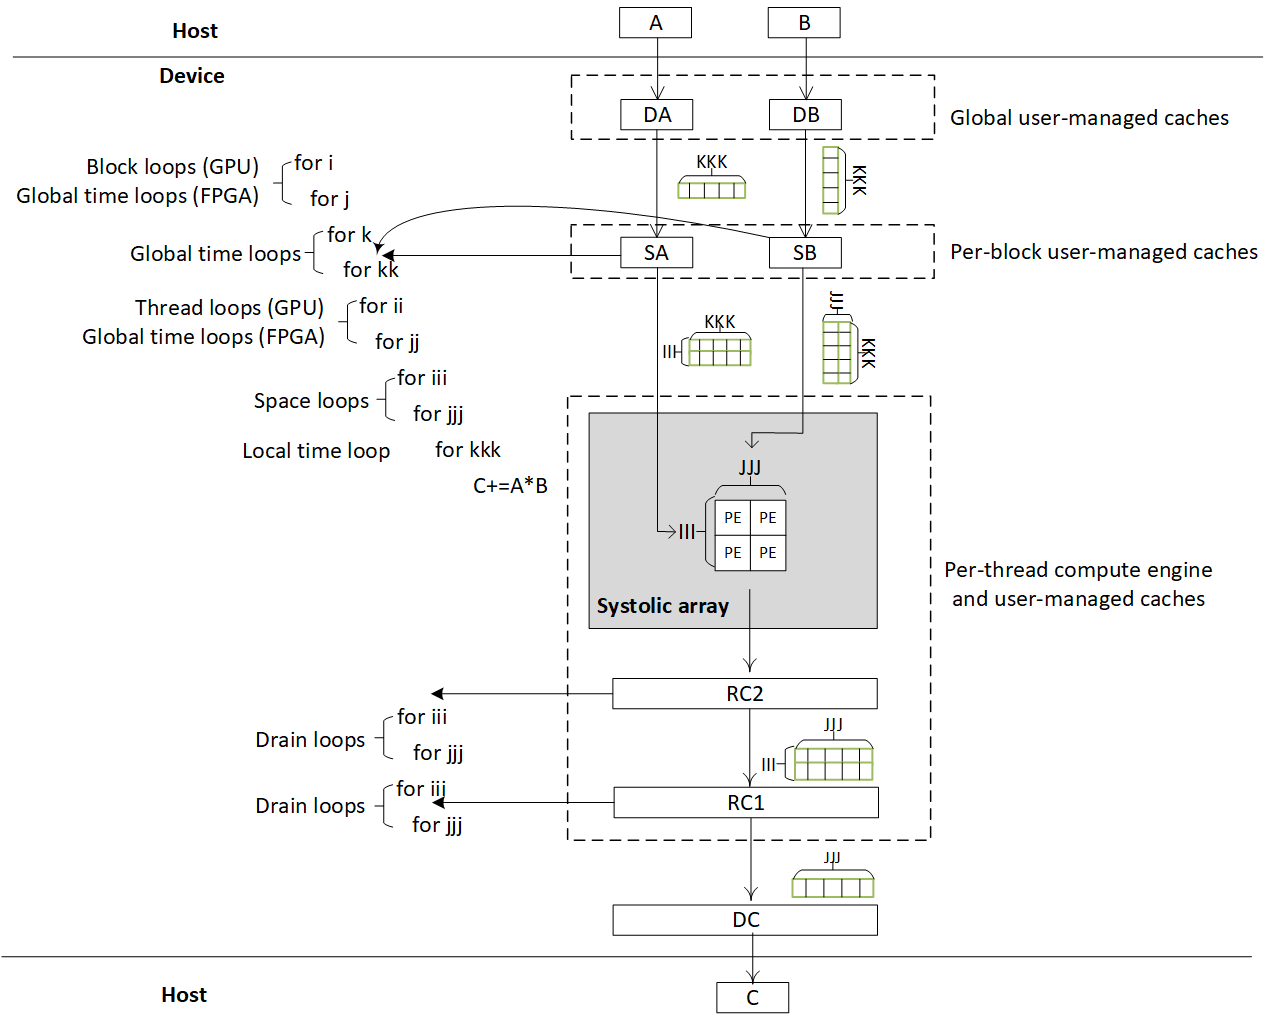 Host
A
B
Device
DA
DB
Global user-managed caches
Block loops (GPU)
Global time loops (FPGA)
for i
for j
KKK
KKK
Global time loops
for k
for kk
SA
SB
Per-block user-managed caches
Thread loops (GPU)
Global time loops (FPGA)
for ii
for jj
KKK
III
JJJ
KKK
Space loops
for iii
for jjj
Local time loop
for kkk
C+=A*B
JJJ
III
PE
PE
PE
PE
Systolic array
Per-thread compute engine
and user-managed caches
RC2
Drain loops
for iii
for jjj
JJJ
III
Drain loops
for iii
for jjj
RC1
JJJ
DC
Host
C